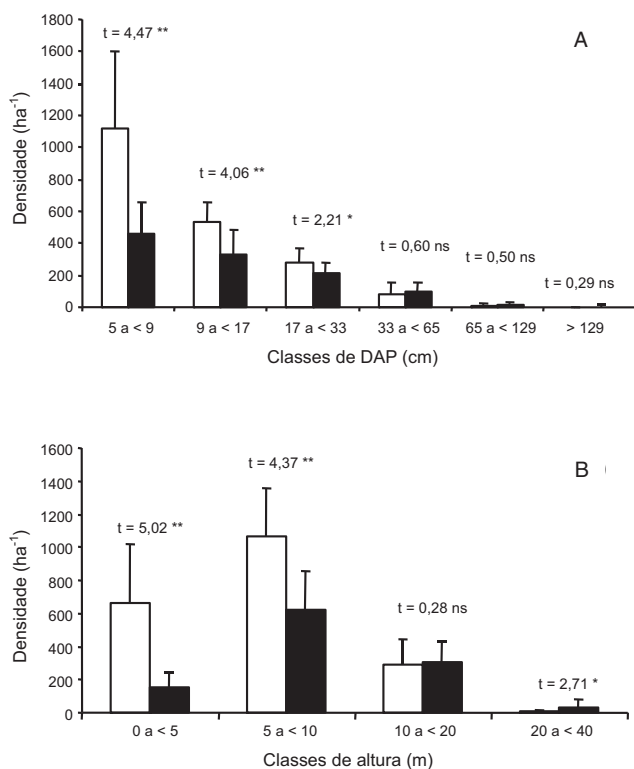 A
Densidade (ha⁻¹)
1800
1600
1400
1200
1000
800
600
400
200
0
t = 4,47 **
t = 4,06 **
t = 2,21 *
t = 0,60 ns
t = 0,50 ns
t = 0,29 ns
5 a < 9 9 a < 17 17 a < 33 33 a < 65 65 a < 129 > 129
Classes de DAP (cm)
B
Densidade (ha⁻¹)
1600
1400
1200
1000
800
600
400
200
0
t = 5,02 **
t = 4,37 **
t = 0,28 ns
t = 2,71 *
0 a < 5 5 a < 10 10 a < 20 20 a < 40
Classes de altura (m)